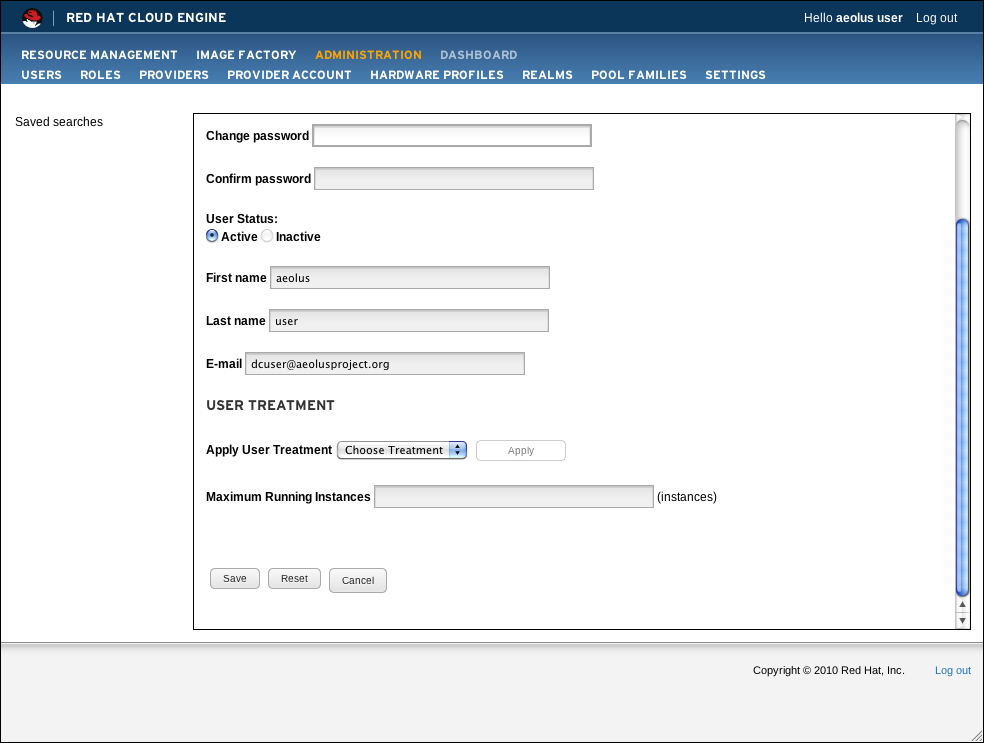 RED HAT CLOUD ENGINE
Hello aeolus user Log out
RESOURCE MANAGEMENT IMAGE FACTORY ADMINISTRATION DASHBOARD
USERS ROLES PROVIDERS PROVIDER ACCOUNT HARDWARE PROFILES REALMS POOL FAMILIES SETTINGS
Saved searches
Change password
Confirm password
User Status:
Active Inactive
First name aeolus
Last name user
E-mail dcuser@aeolusproject.org
USER TREATMENT
Apply User Treatment Choose Treatment Apply
Maximum Running Instances (instances)
Save Reset Cancel
Copyright © 2010 Red Hat, Inc. Log out